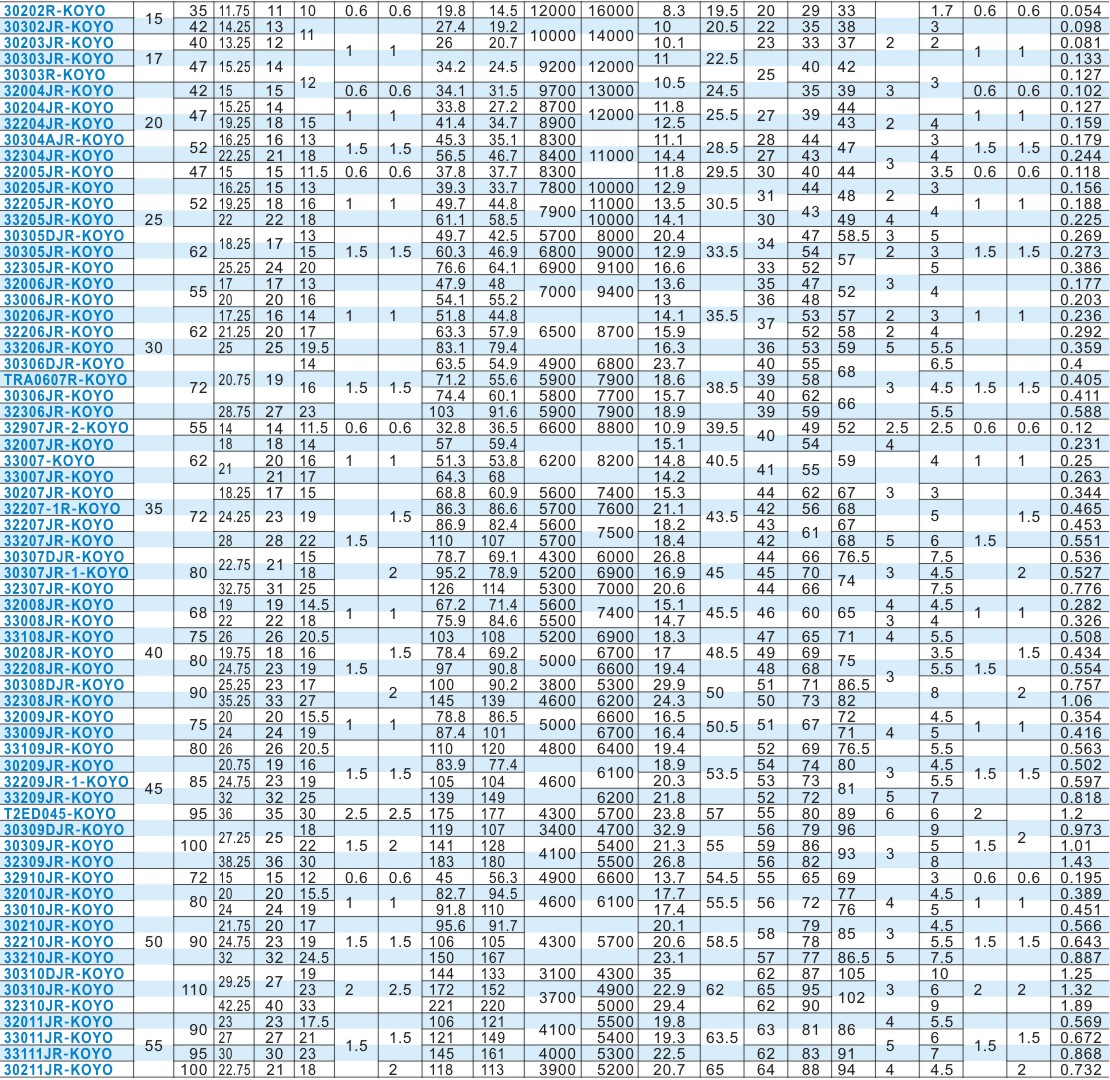 30202R-KOYO 15 35 11.75 11 10 0.6 0.6 19.8 14.5 12000 16000 8.3 19.5 20 29 33 1.7 0.6 0.6 0.054
30302JR-KOYO 42 14.25 13 11 27.4 19.2 10000 14000 10 20.5 22 35 38 3 0.098
30203JR-KOYO 40 13.25 12 1 1 26 20.7 10.1 23 33 37 2 2 1 1 0.081
30303JR-KOYO 17 47 15.25 14 34.2 24.5 9200 12000 11 22.5 40 42 0.133
30303R-KOYO 12 10.5 25 3 0.127
32004JR-KOYO 42 15 15 0.6 0.6 34.1 31.5 9700 13000 24.5 35 39 3 0.6 0.6 0.102
30204JR-KOYO 47 15.25 14 1 1 33.8 27.2 8700 12000 11.8 25.5 27 39 44 1 1 0.127
32204JR-KOYO 20 19.25 18 15 41.4 34.7 8900 12.5 43 2 4 0.159
30304AJR-KOYO 52 16.25 16 13 1.5 1.5 45.3 35.1 8300 11.1 28.5 28 44 47 3 1.5 1.5 0.179
32304JR-KOYO 22.25 21 18 56.5 46.7 8400 11000 14.4 27 43 3 4 0.244
32005JR-KOYO 47 15 15 11.5 0.6 0.6 37.8 37.7 8300 11.8 29.5 30 40 44 3.5 0.6 0.6 0.118
30205JR-KOYO 16.25 15 13 39.3 33.7 7800 10000 12.9 31 44 48 2 3 0.156
32205JR-KOYO 52 19.25 18 16 1 1 49.7 44.8 7900 11000 13.5 30.5 43 4 1 1 0.188
33205JR-KOYO 25 22 22 18 61.1 58.5 10000 14.1 30 49 4 0.225
30305DJR-KOYO 18.25 17 13 49.7 42.5 5700 8000 20.4 34 47 58.5 3 5 0.269
30305JR-KOYO 62 15 1.5 1.5 60.3 46.9 6800 9000 12.9 33.5 54 57 2 3 1.5 1.5 0.273
32305JR-KOYO 25.25 24 20 76.6 64.1 6900 9100 16.6 33 52 5 0.386
32006JR-KOYO 55 17 17 13 47.9 48 7000 9400 13.6 35 47 52 3 4 0.177
33006JR-KOYO 20 20 16 54.1 55.2 13 36 48 0.203
30206JR-KOYO 17.25 16 14 1 1 51.8 44.8 14.1 35.5 37 53 57 2 3 1 1 0.236
32206JR-KOYO 62 21.25 20 17 63.3 57.9 6500 8700 15.9 52 58 2 4 0.292
33206JR-KOYO 30 25 25 19.5 83.1 79.4 16.3 36 53 59 5 5.5 0.359
30306DJR-KOYO 14 63.5 54.9 4900 6800 23.7 40 55 68 6.5 0.4
TRA0607R-KOYO 72 20.75 19 16 1.5 1.5 71.2 55.6 5900 7900 18.6 38.5 39 58 3 4.5 1.5 1.5 0.405
30306JR-KOYO 74.4 60.1 5800 7700 15.7 40 62 66 0.411
32306JR-KOYO 28.75 27 23 103 91.6 5900 7900 18.9 39 59 5.5 0.588
32907JR-2-KOYO 55 14 14 11.5 0.6 0.6 32.8 36.5 6600 8800 10.9 39.5 40 49 52 2.5 2.5 0.6 0.6 0.12
32007JR-KOYO 18 18 14 57 59.4 15.1 54 4 0.231
33007-KOYO 62 21 20 16 1 1 51.3 53.8 6200 8200 14.8 40.5 41 55 59 4 1 1 0.25
33007JR-KOYO 21 17 64.3 68 14.2 0.263
30207JR-KOYO 18.25 17 15 68.8 60.9 5600 7400 15.3 44 62 67 3 3 0.344
32207-1R-KOYO 35 72 24.25 23 19 1.5 86.3 86.6 5700 7600 21.1 43.5 42 56 68 5 1.5 0.465
32207JR-KOYO 86.9 82.4 5600 7500 18.2 43 61 67 0.453
33207JR-KOYO 28 28 22 1.5 110 107 5700 18.4 42 68 5 6 1.5 0.551
30307DJR-KOYO 22.75 21 15 78.7 69.1 4300 6000 26.8 44 66 76.5 7.5 0.536
30307JR-1-KOYO 80 18 2 95.2 78.9 5200 6900 16.9 45 45 70 74 3 4.5 2 0.527
32307JR-KOYO 32.75 31 25 126 114 5300 7000 20.6 44 66 7.5 0.776
32008JR-KOYO 68 19 19 14.5 1 1 67.2 71.4 5600 7400 15.1 45.5 46 60 65 4 4.5 1 1 0.282
33008JR-KOYO 22 22 18 75.9 84.6 5500 14.7 3 4 0.326
33108JR-KOYO 75 26 26 20.5 103 108 5200 6900 18.3 47 65 71 4 5.5 0.508
30208JR-KOYO 40 80 19.75 18 16 1.5 78.4 69.2 5000 6700 17 48.5 49 69 75 3.5 1.5 0.434
32208JR-KOYO 24.75 23 19 1.5 97 90.8 6600 19.4 48 68 3 5.5 1.5 0.554
30308DJR-KOYO 90 25.25 23 17 2 100 90.2 3800 5300 29.9 50 51 71 86.5 8 2 0.757
32308JR-KOYO 35.25 33 27 145 139 4600 6200 24.3 50 73 82 1.06
32009JR-KOYO 75 20 20 15.5 1 1 78.8 86.5 5000 6600 16.5 50.5 51 67 72 4.5 1 1 0.354
33009JR-KOYO 24 24 19 87.4 101 6700 16.4 71 4 5 0.416
33109JR-KOYO 80 26 26 20.5 110 120 4800 6400 19.4 52 69 76.5 5.5 0.563
30209JR-KOYO 20.75 19 16 1.5 1.5 83.9 77.4 6100 18.9 53.5 54 74 80 3 4.5 1.5 1.5 0.502
32209JR-1-KOYO 45 85 24.75 23 19 105 104 4600 20.3 53 73 81 5.5 0.597
33209JR-KOYO 32 32 25 139 149 6200 21.8 52 72 5 7 0.818
T2ED045-KOYO 95 36 35 30 2.5 2.5 175 177 4300 5700 23.8 57 55 80 89 6 6 2 1.2
30309DJR-KOYO 27.25 25 18 119 107 3400 4700 32.9 56 79 96 9 2 0.973
30309JR-KOYO 100 22 1.5 2 141 128 4100 5400 21.3 55 59 86 93 3 5 1.5 1.01
32309JR-KOYO 38.25 36 30 183 180 5500 26.8 56 82 8 1.43
32910JR-KOYO 72 15 15 12 0.6 0.6 45 56.3 4900 6600 13.7 54.5 55 65 69 3 0.6 0.6 0.195
32010JR-KOYO 80 20 20 15.5 1 1 82.7 94.5 4600 6100 17.7 55.5 56 72 77 4 4.5 1 1 0.389
33010JR-KOYO 24 24 19 91.8 110 17.4 76 5 0.451
30210JR-KOYO 21.75 20 17 95.6 91.7 20.1 58 79 85 3 4.5 0.566
32210JR-KOYO 50 90 24.75 23 19 1.5 1.5 106 105 4300 5700 20.6 58.5 78 5.5 1.5 1.5 0.643
33210JR-KOYO 32 32 24.5 150 167 23.1 57 77 86.5 5 7.5 0.887
30310DJR-KOYO 29.25 27 19 144 133 3100 4300 35 62 87 105 10 1.25
30310JR-KOYO 110 23 2 2.5 172 152 3700 4900 22.9 62 65 95 102 3 6 2 2 1.32
32310JR-KOYO 42.25 40 33 221 220 5000 29.4 62 90 9 1.89
32011JR-KOYO 90 23 23 17.5 106 121 4100 5500 19.8 63 81 86 4 5.5 0.569
33011JR-KOYO 55 27 27 21 1.5 1.5 121 149 5400 19.3 63.5 5 6 1.5 1.5 0.672
33111JR-KOYO 95 30 30 23 145 161 4000 5300 22.5 62 83 91 7 0.868
30211JR-KOYO 100 22.75 21 18 2 118 113 3900 5200 20.7 65 64 88 94 4 4.5 2 0.732